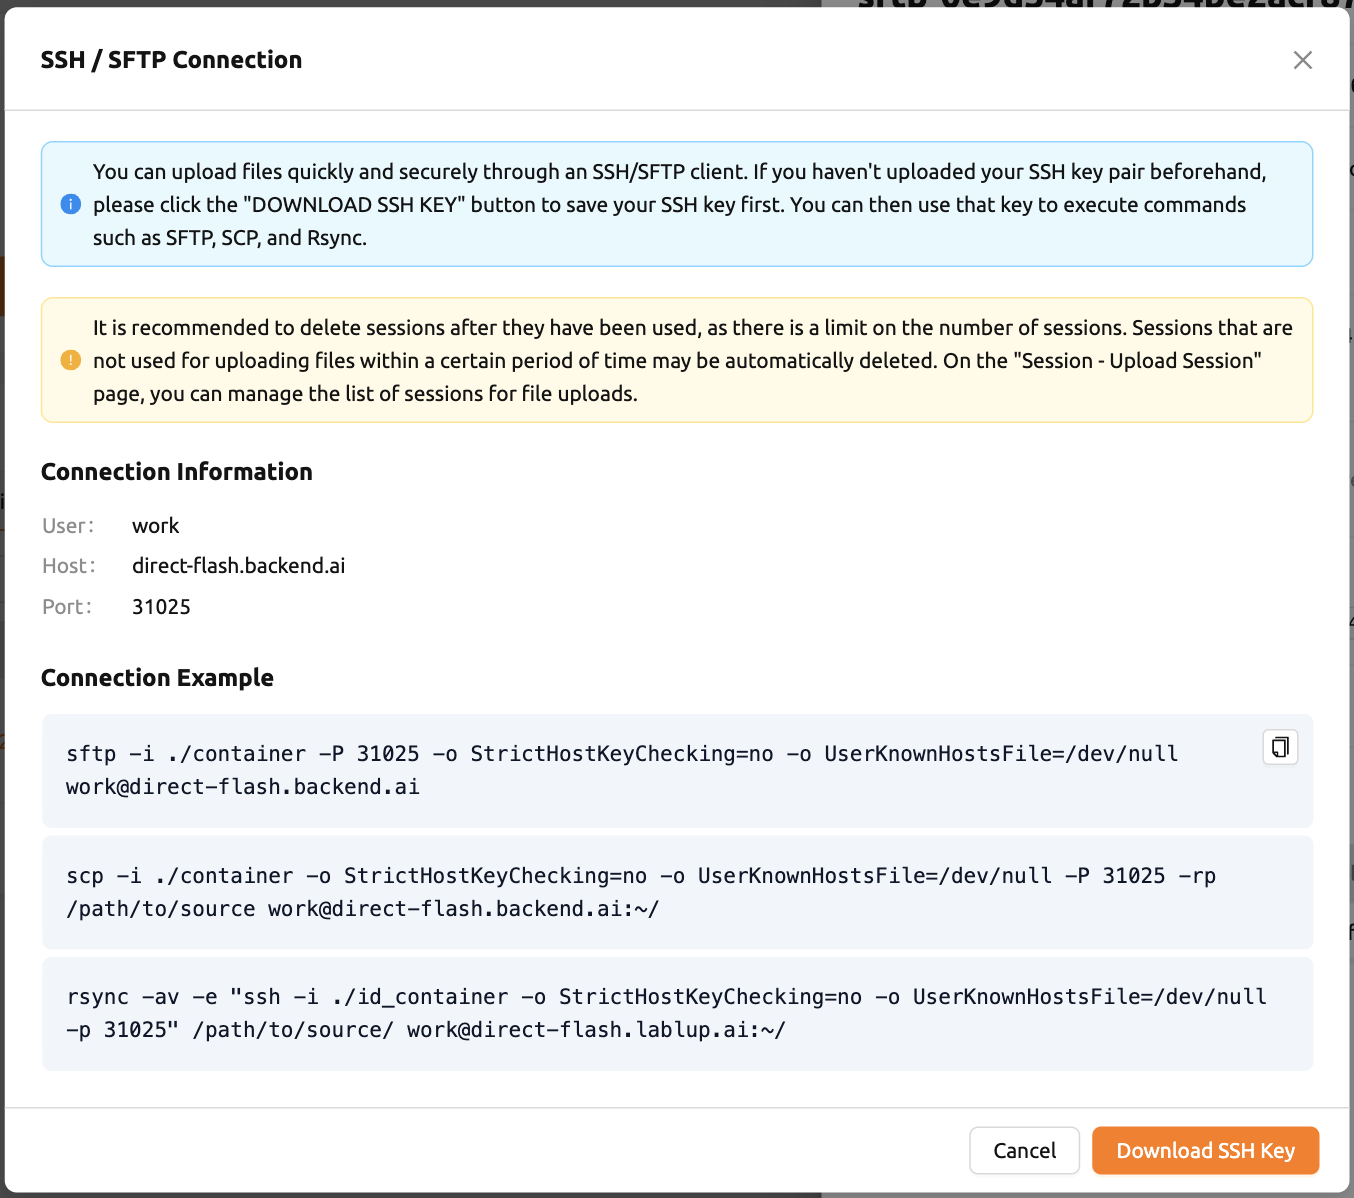 SSH / SFTP Connection
You can upload files quickly and securely through an SSH/SFTP client. If you haven't uploaded your SSH key pair beforehand,
please click the "DOWNLOAD SSH KEY" button to save your SSH key first. You can then use that key to execute commands
such as SFTP, SCP, and Rsync.
It is recommended to delete sessions after they have been used, as there is a limit on the number of sessions. Sessions that are
not used for uploading files within a certain period of time may be automatically deleted. On the "Session - Upload Session"
page, you can manage the list of sessions for file uploads.
Connection Information
User: work
Host: direct-flash.backend.ai
Port: 31025
Connection Example
sftp -i ./container -P 31025 -o StrictHostKeyChecking=no -o UserKnownHostsFile=/dev/null
work@direct-flash.backend.ai
scp -i ./container -o StrictHostKeyChecking=no -o UserKnownHostsFile=/dev/null -P 31025 -rp
/path/to/source work@direct-flash.backend.ai:~/
rsync -av -e "ssh -i ./id_container -o StrictHostKeyChecking=no -o UserKnownHostsFile=/dev/null
-p 31025" /path/to/source/ work@direct-flash.lablup.ai:~/
Cancel
Download SSH Key